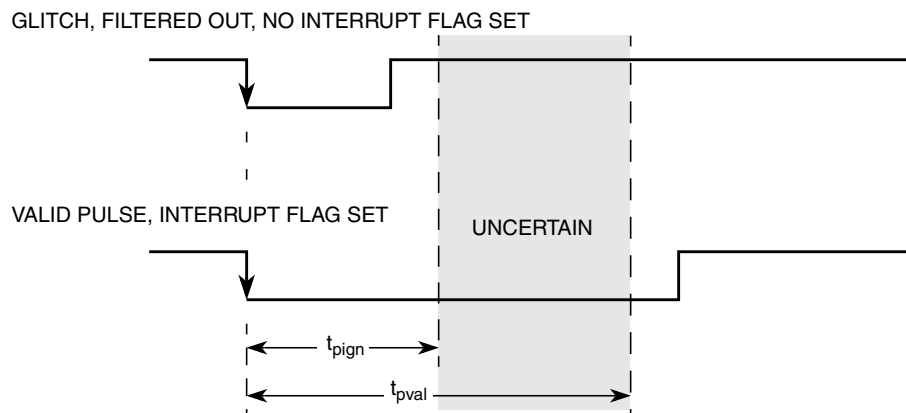 GLITCH, FILTERED OUT, NO INTERRUPT FLAG SET
VALID PULSE, INTERRUPT FLAG SET
UNCERTAIN
tpign
tpval